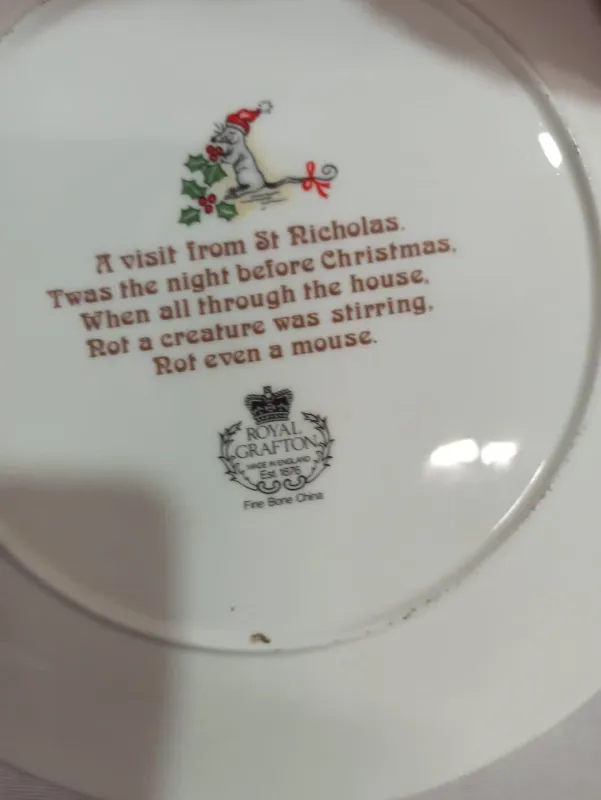 A visit from St Nicholas.
Twas the night before Christmas,
When all through the house,
Not a creature was stirring,
Not even a mouse.
ROYAL
GRAFTON
MADE IN ENGLAND
Est. 1876
Fine Bone China